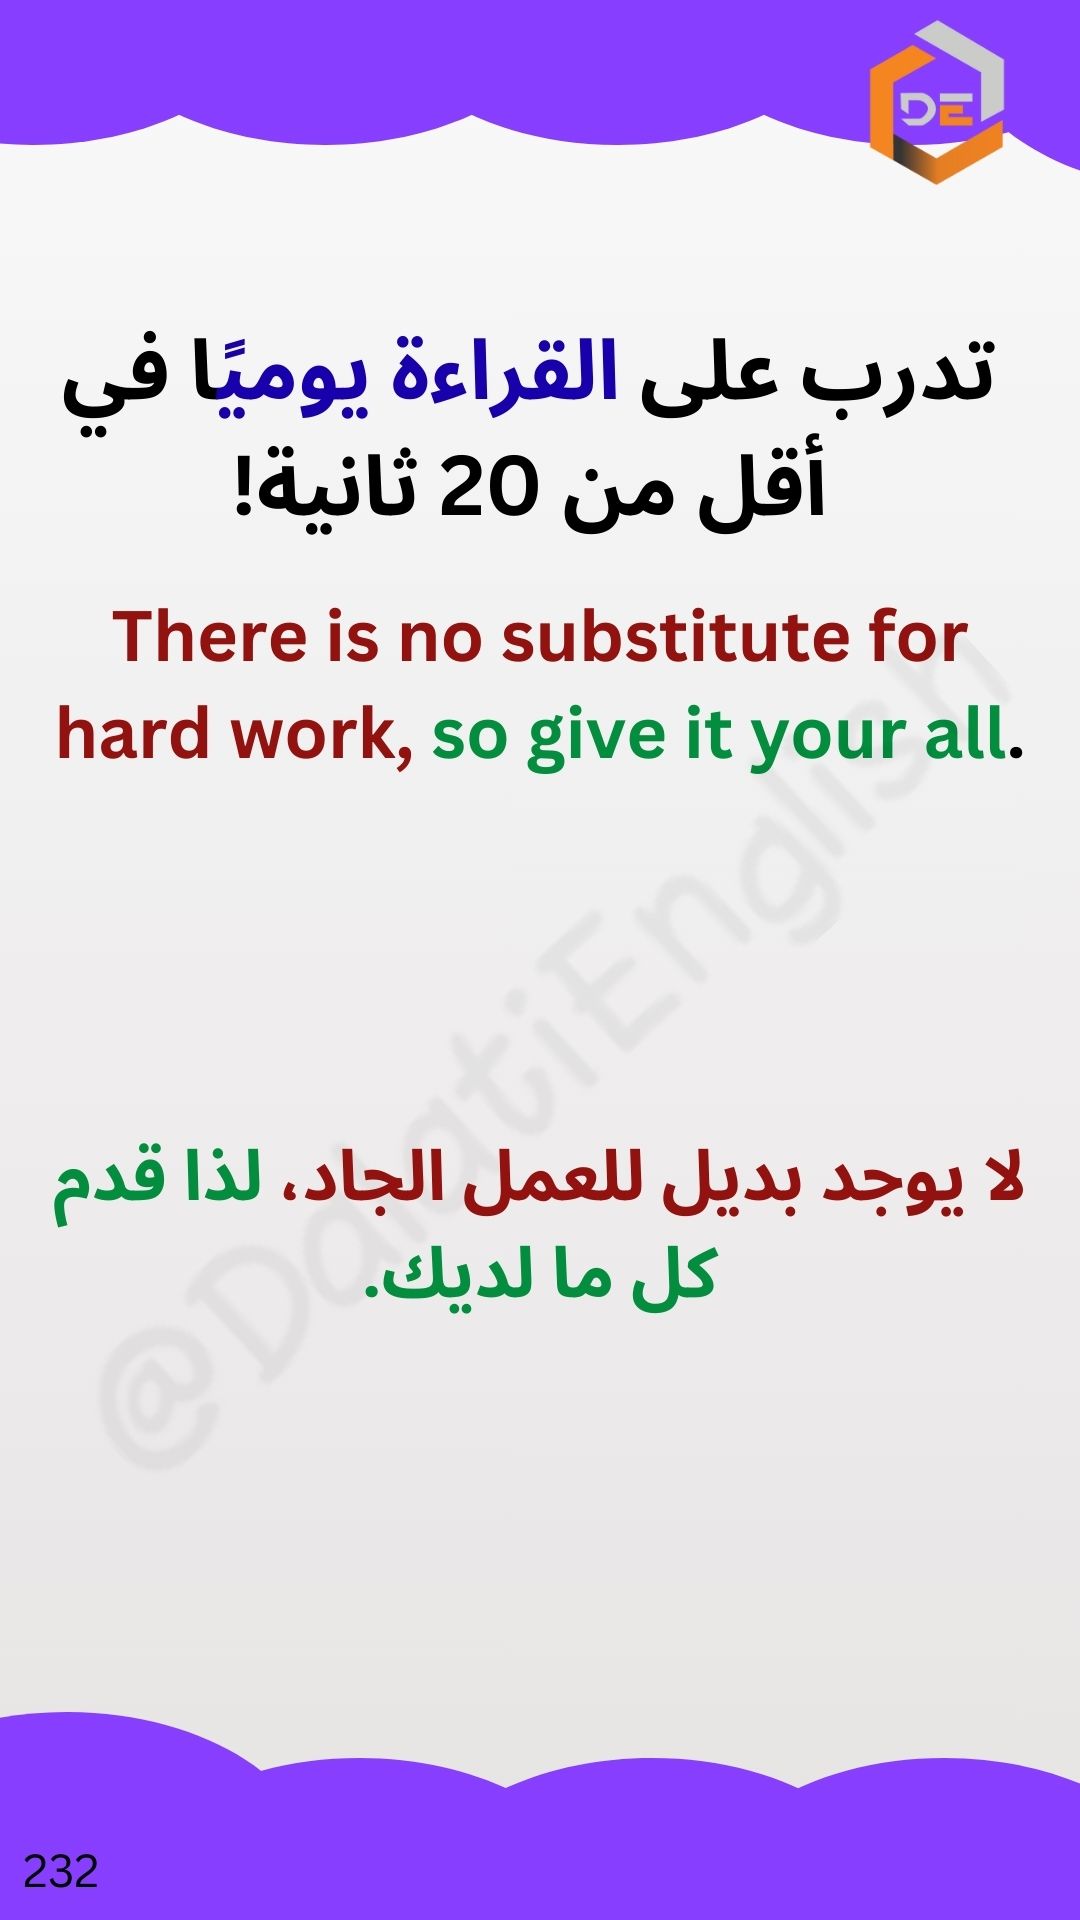 DE
تدرب على القراءة يوميًا في
أقل من 20 ثانية!
There is no substitute for
hard work, so give it your all.
@DalatiEnglish
لا يوجد بديل للعمل الجاد، لذا قدم
كل ما لديك.
232